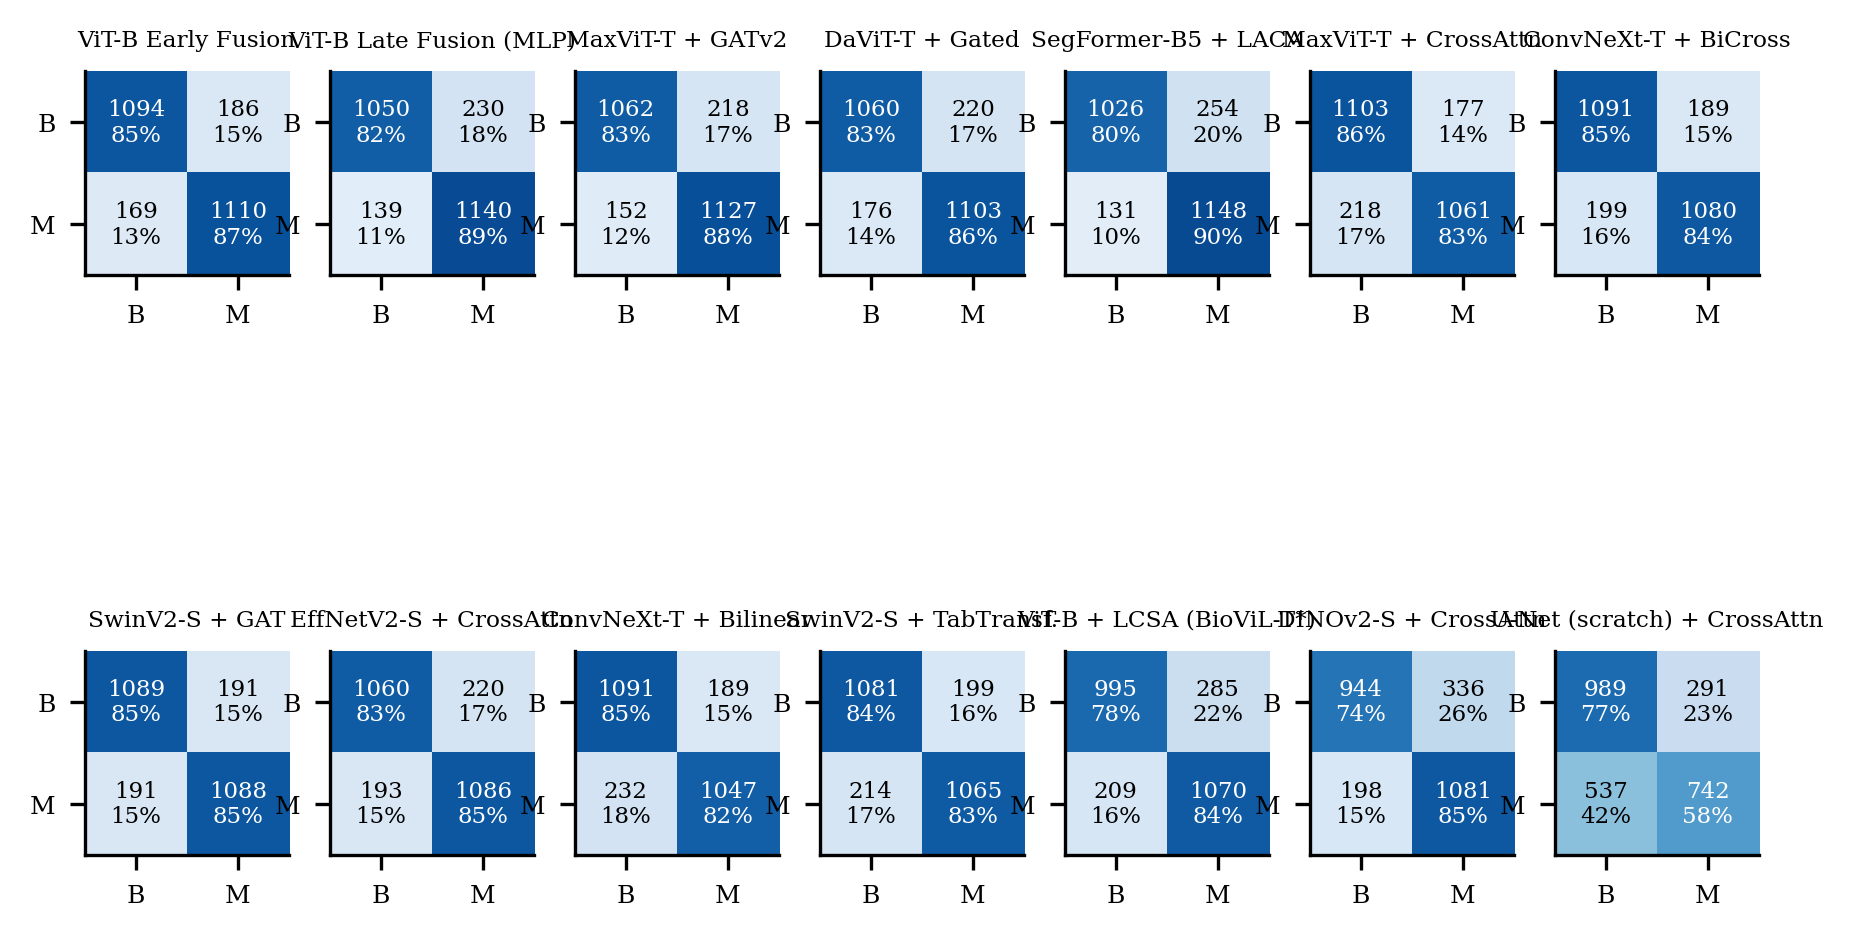 ViT-B Early Fusion ViT-B Late Fusion (MLP) MaxViT-T + GATv2 DaViT-T + Gated SegFormer-B5 + LACA MaxViT-T + CrossAttn ConvNeXt-T + BiCross
B 1094 186 B 1050 230 B 1062 218 B 1060 220 B 1026 254 B 1103 177 B 1091 189
85% 15% 82% 18% 83% 17% 83% 17% 80% 20% 86% 14% 85% 15%
M 169 1110 M 139 1140 M 152 1127 M 176 1103 M 131 1148 M 218 1061 M 199 1080
13% 87% 11% 89% 12% 88% 14% 86% 10% 90% 17% 83% 16% 84%
B M B M B M B M B M B M B M
SwinV2-S + GAT EffNetV2-S + CrossAttn ConvNeXt-T + Bilinear SwinV2-S + TabTransf. ViT-B + LCSA (BioViL-T*) DINOv2-S + CrossAttn U-Net (scratch) + CrossAttn
B 1089 191 B 1060 220 B 1091 189 B 1081 199 B 995 285 B 944 336 B 989 291
85% 15% 83% 17% 85% 15% 84% 16% 78% 22% 74% 26% 77% 23%
M 191 1088 M 193 1086 M 232 1047 M 214 1065 M 209 1070 M 198 1081 M 537 742
15% 85% 15% 85% 18% 82% 17% 83% 16% 84% 15% 85% 42% 58%
B M B M B M B M B M B M B M